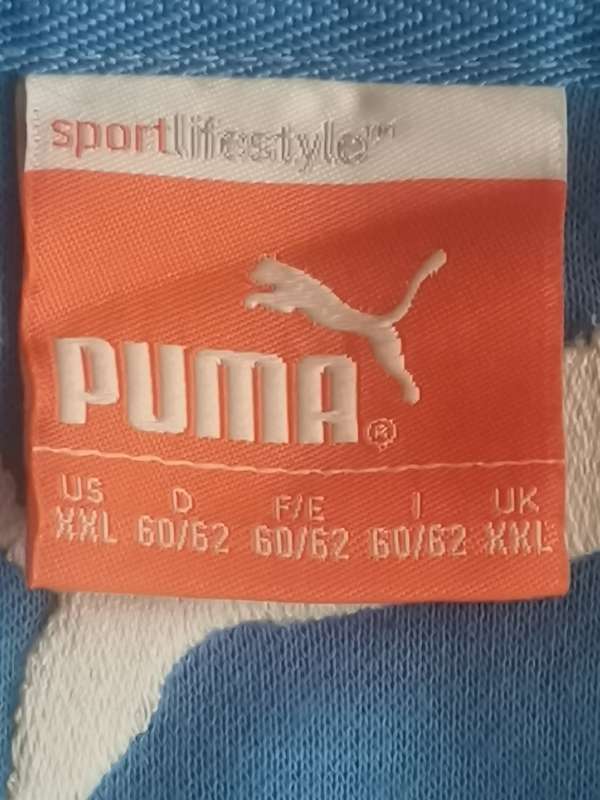 sportlifestyle™
PUMA®
US D F/E I UK
XXL 60/62 60/62 60/62 XXL